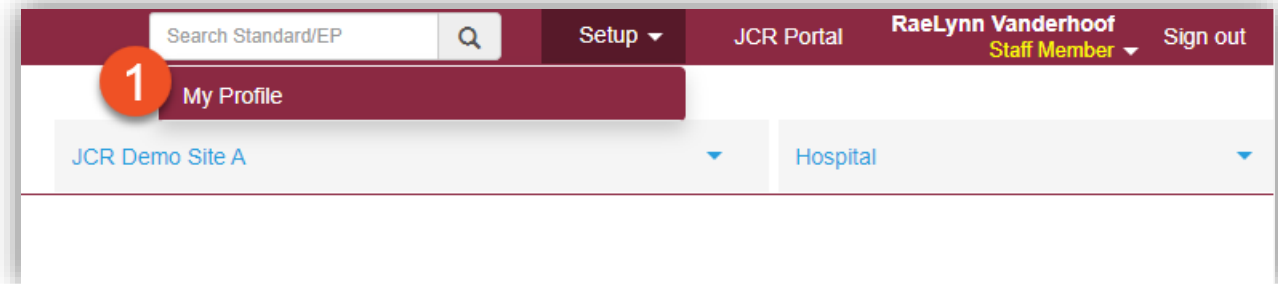 Search Standard/EP
Setup
JCR Portal
RaeLynn Vanderhoof
Staff Member
Sign out
1
My Profile
JCR Demo Site A
Hospital